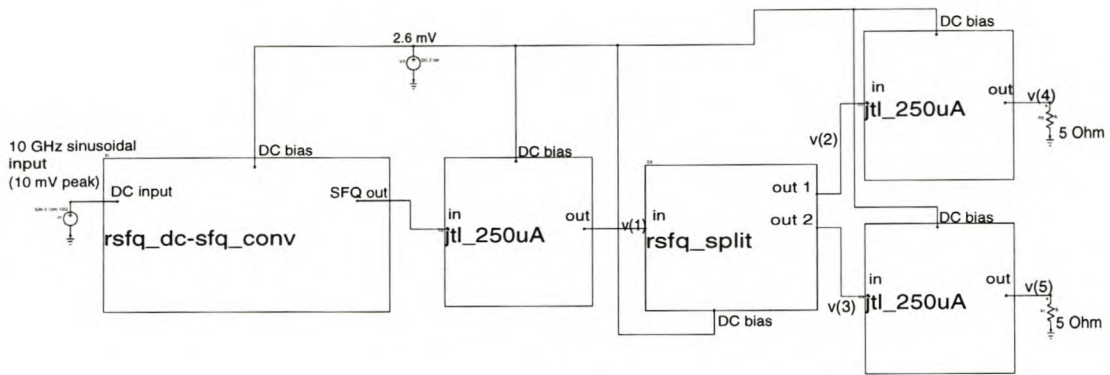 2.6 mV
DC bias
in
out
v(4)
jtl_250uA
5 Ohm
10 GHz sinusoidal
input
(10 mV peak)
DC bias
DC bias
v(2)
DC input
SFQ out
out 1
in
out
v(1)
in
out 2
DC bias
rsfq_dc-sfq_conv
jtl_250uA
rsfq_split
in
out
v(5)
v(3)
jtl_250uA
5 Ohm
DC bias